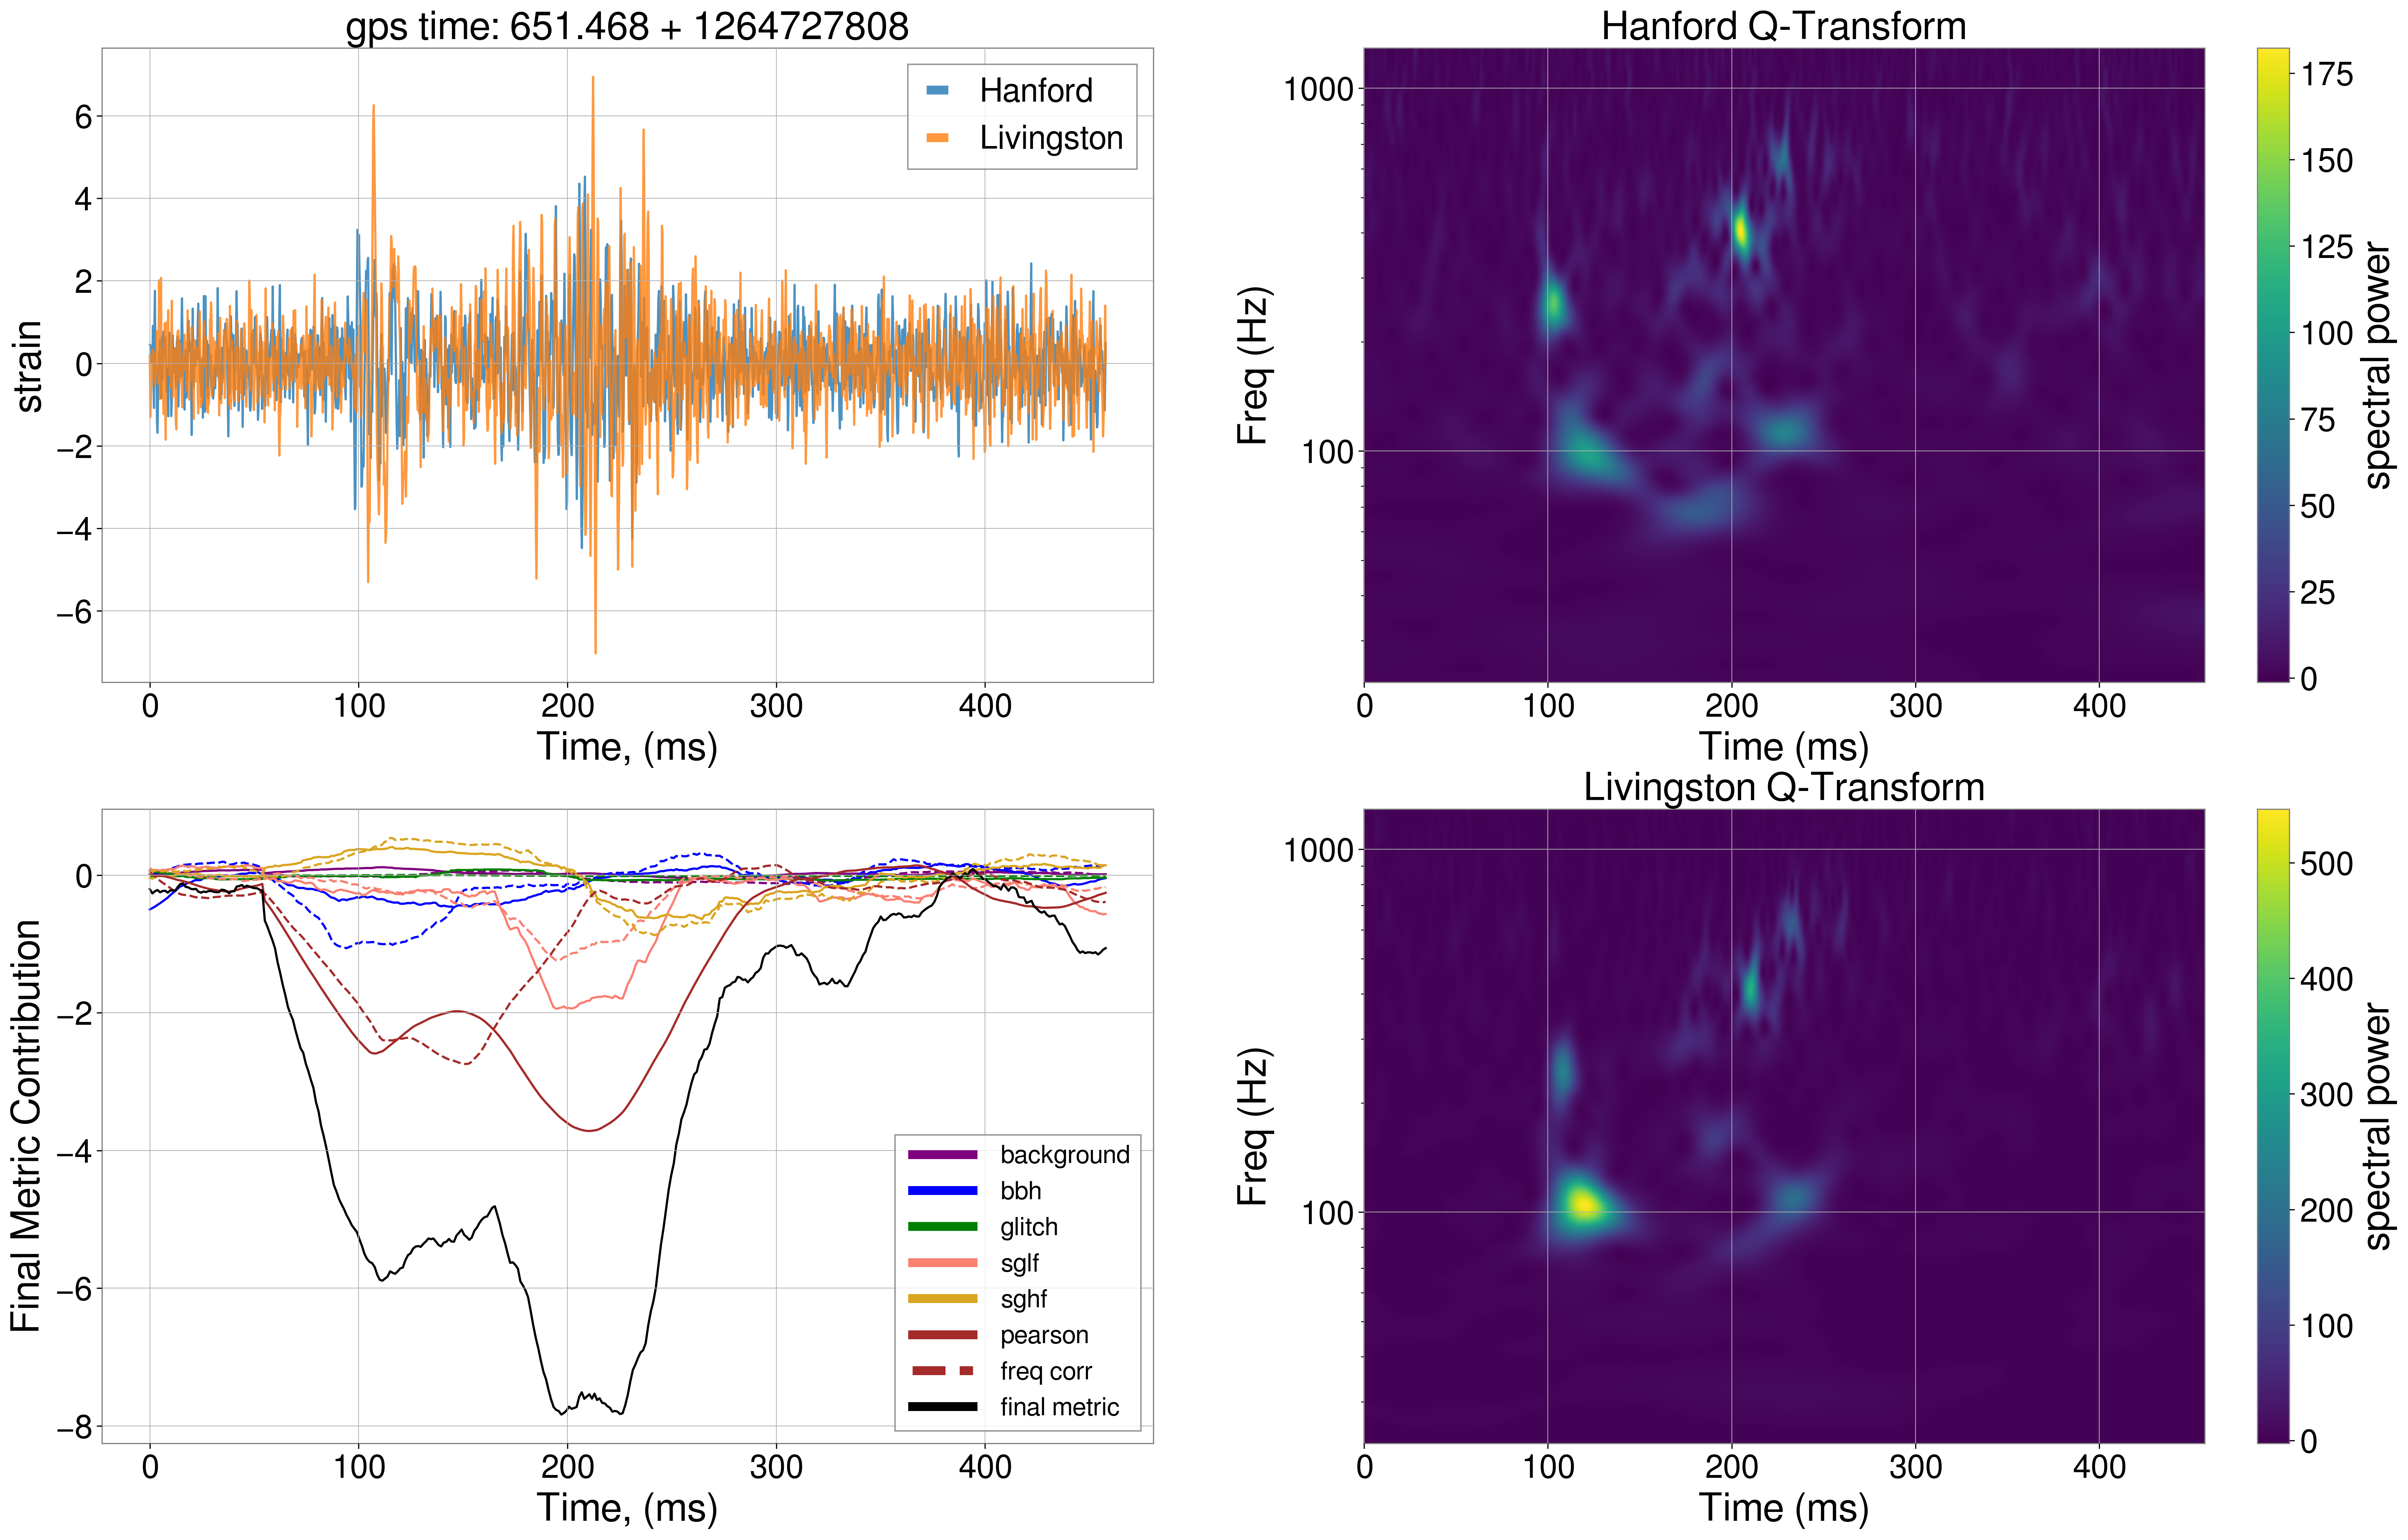 gps time: 651.468 + 1264727808
6
4
2
0
−2
−4
−6
strain
Hanford
Livingston
0 100 200 300 400
Time, (ms)
Hanford Q-Transform
1000
100
Freq (Hz)
0 100 200 300 400
Time (ms)
175
150
125
100
75
50
25
0
spectral power
0
−2
−4
−6
−8
Final Metric Contribution
background
bbh
glitch
sglf
sghf
pearson
freq corr
final metric
0 100 200 300 400
Time, (ms)
Livingston Q-Transform
1000
100
Freq (Hz)
0 100 200 300 400
Time (ms)
500
400
300
200
100
0
spectral power